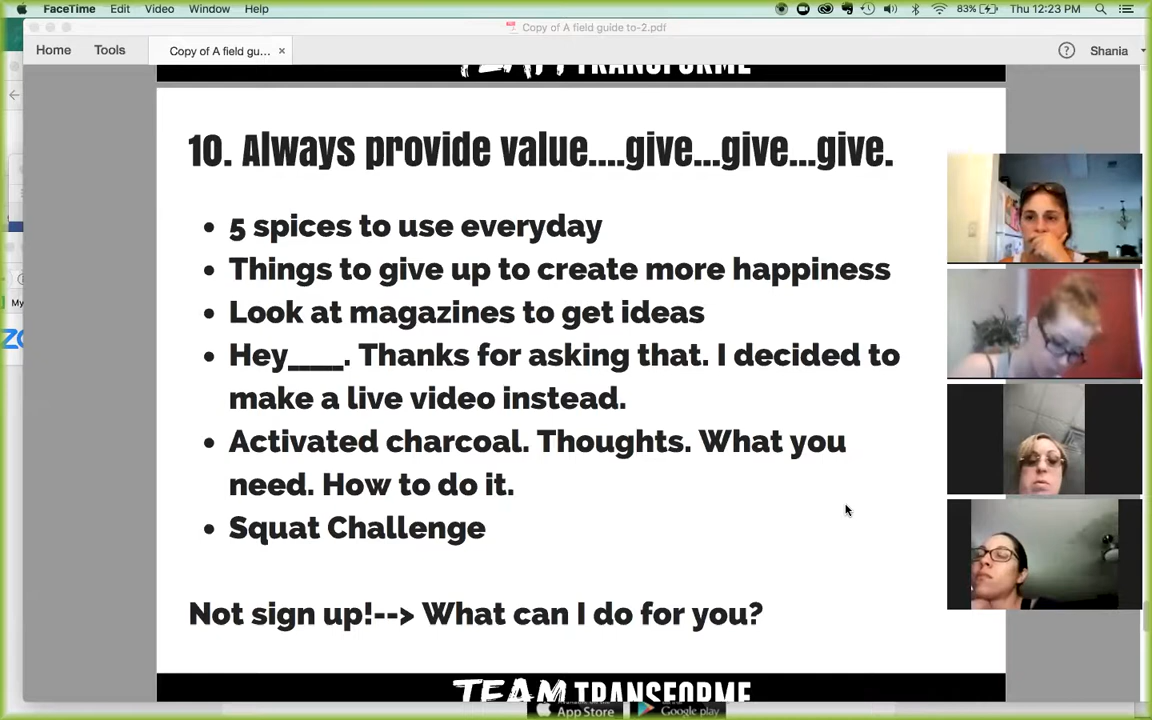 FaceTime Edit Video Window Help 83% Thu 12:23 PM
Copy of A field guide to-2.pdf
Home Tools Copy of A field gu... × ? Shania
TEAM TRANSFORME
10. Always provide value....give...give...give.
• 5 spices to use everyday
• Things to give up to create more happiness
• Look at magazines to get ideas
• Hey____. Thanks for asking that. I decided to
make a live video instead.
• Activated charcoal. Thoughts. What you
need. How to do it.
• Squat Challenge
My
Not sign up!--> What can I do for you?
TEAM TRANSFORME
App Store Google play